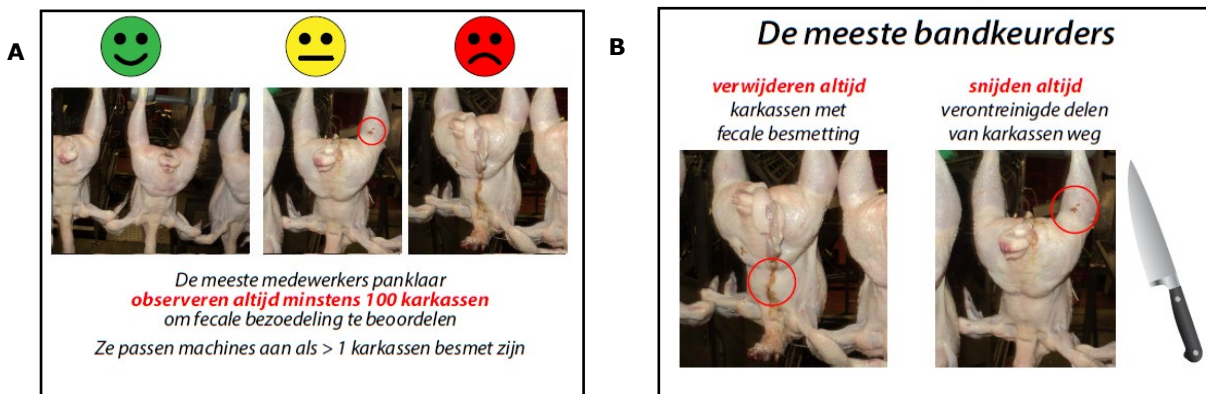 A
De meeste medewerkers panklaar
observeren altijd minstens 100 karkassen
om fecale bezoedeling te beoordelen
Ze passen machines aan als > 1 karkassen besmet zijn
B
De meeste bandkeurders
verwijderen altijd
karkassen met
fecale besmetting
snijden altijd
verontreinigde delen
van karkassen weg